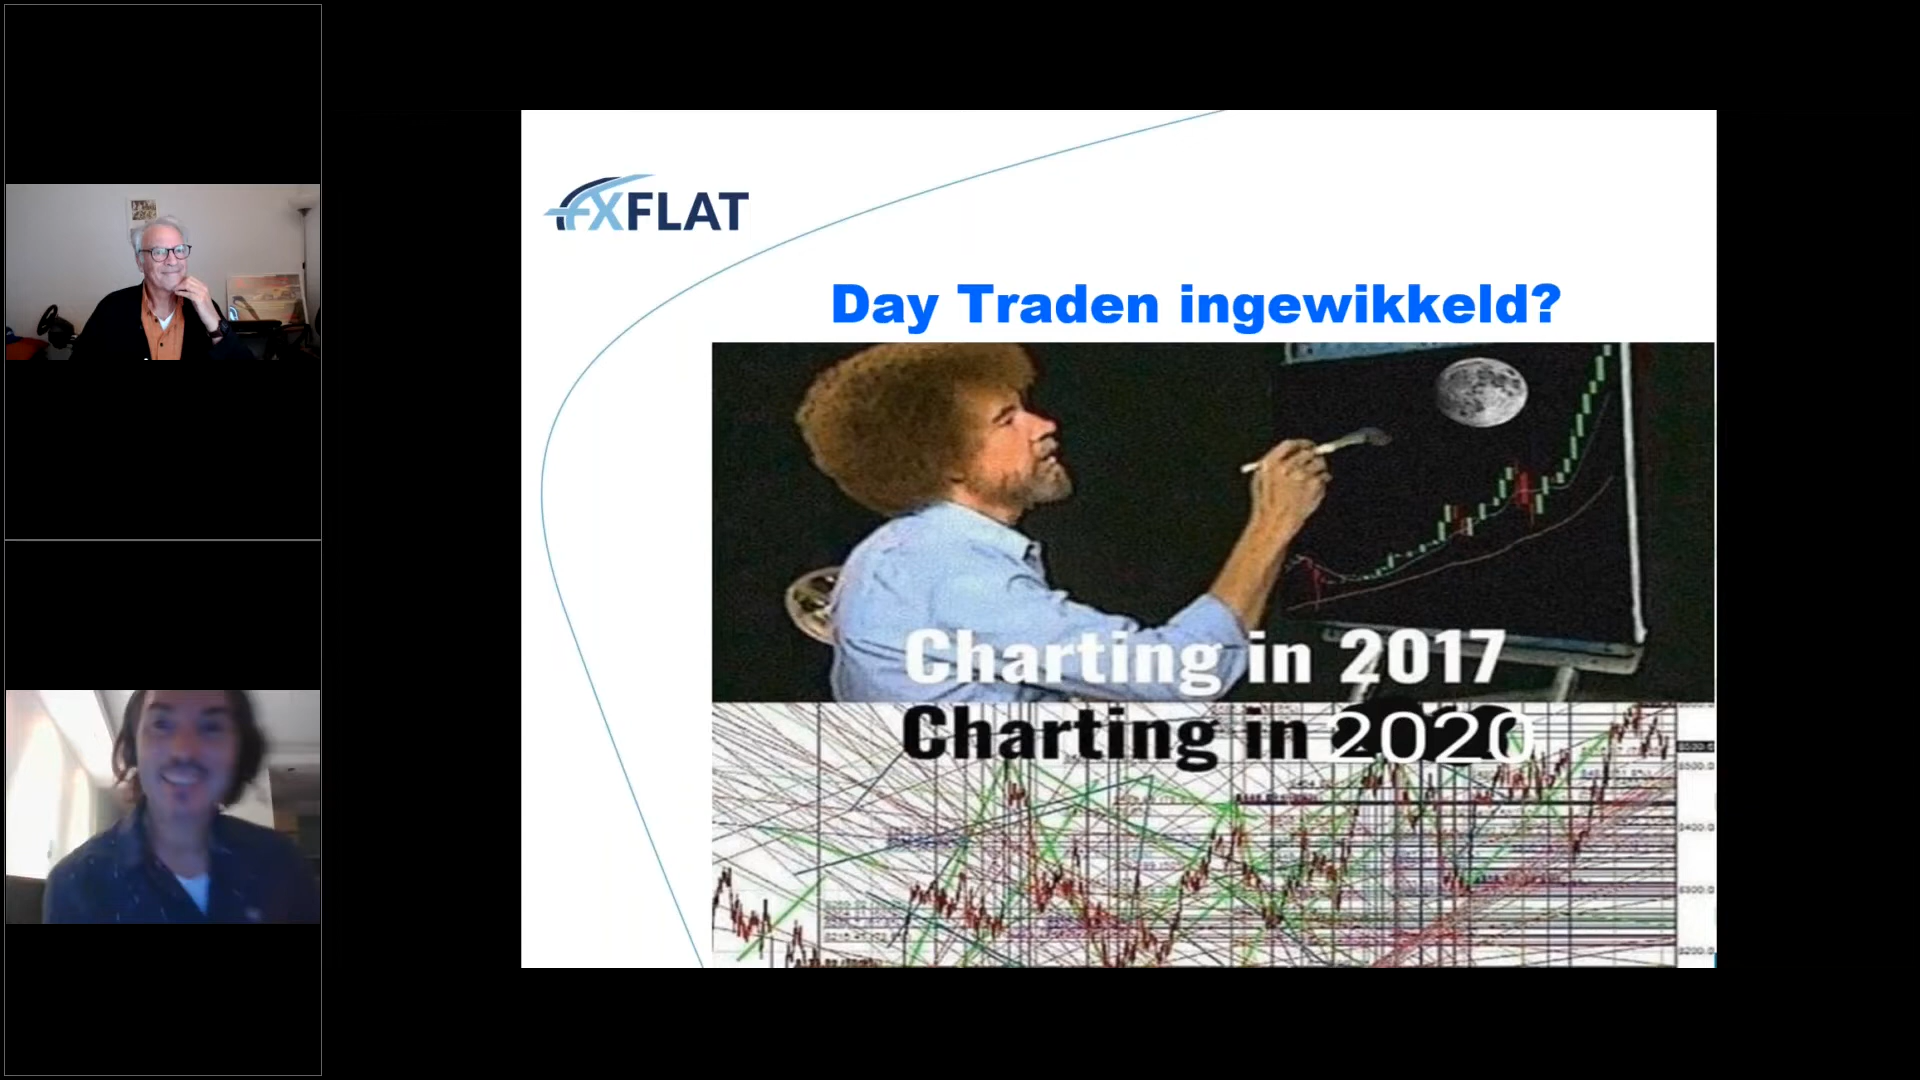 FXFLAT
Day Traden ingewikkeld?
Charting in 2017
Charting in 2020